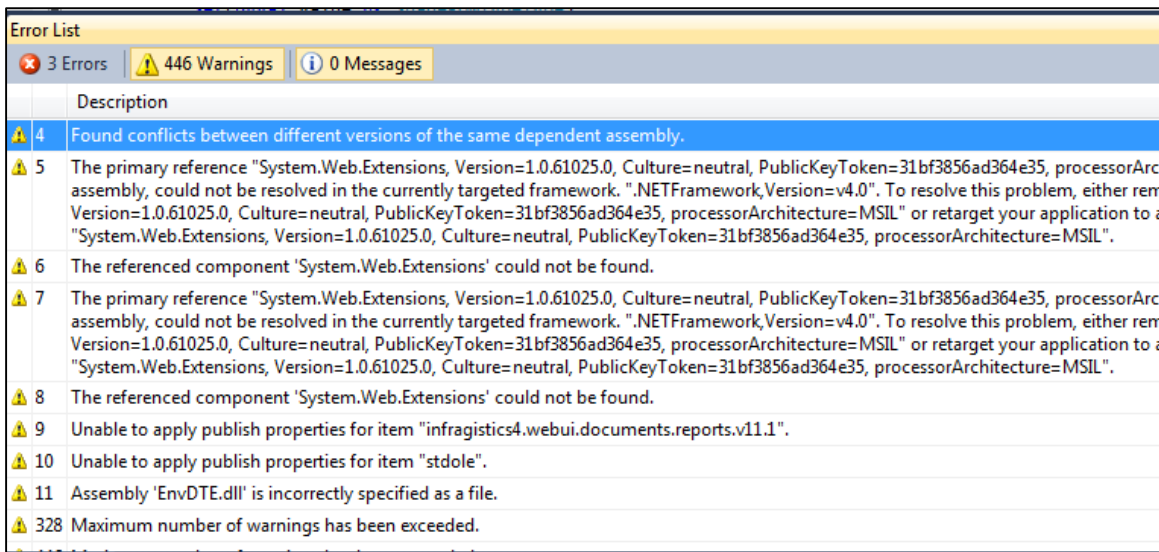 Error List
3 Errors 446 Warnings 0 Messages
Description
4 Found conflicts between different versions of the same dependent assembly.
5 The primary reference "System.Web.Extensions, Version=1.0.61025.0, Culture=neutral, PublicKeyToken=31bf3856ad364e35, processorArc
assembly, could not be resolved in the currently targeted framework. ".NETFramework,Version=v4.0". To resolve this problem, either rem
Version=1.0.61025.0, Culture=neutral, PublicKeyToken=31bf3856ad364e35, processorArchitecture=MSIL" or retarget your application to a
"System.Web.Extensions, Version=1.0.61025.0, Culture=neutral, PublicKeyToken=31bf3856ad364e35, processorArchitecture=MSIL".
6 The referenced component 'System.Web.Extensions' could not be found.
7 The primary reference "System.Web.Extensions, Version=1.0.61025.0, Culture=neutral, PublicKeyToken=31bf3856ad364e35, processorArc
assembly, could not be resolved in the currently targeted framework. ".NETFramework,Version=v4.0". To resolve this problem, either rem
Version=1.0.61025.0, Culture=neutral, PublicKeyToken=31bf3856ad364e35, processorArchitecture=MSIL" or retarget your application to a
"System.Web.Extensions, Version=1.0.61025.0, Culture=neutral, PublicKeyToken=31bf3856ad364e35, processorArchitecture=MSIL".
8 The referenced component 'System.Web.Extensions' could not be found.
9 Unable to apply publish properties for item "infragistics4.webui.documents.reports.v11.1".
10 Unable to apply publish properties for item "stdole".
11 Assembly 'EnvDTE.dll' is incorrectly specified as a file.
328 Maximum number of warnings has been exceeded.